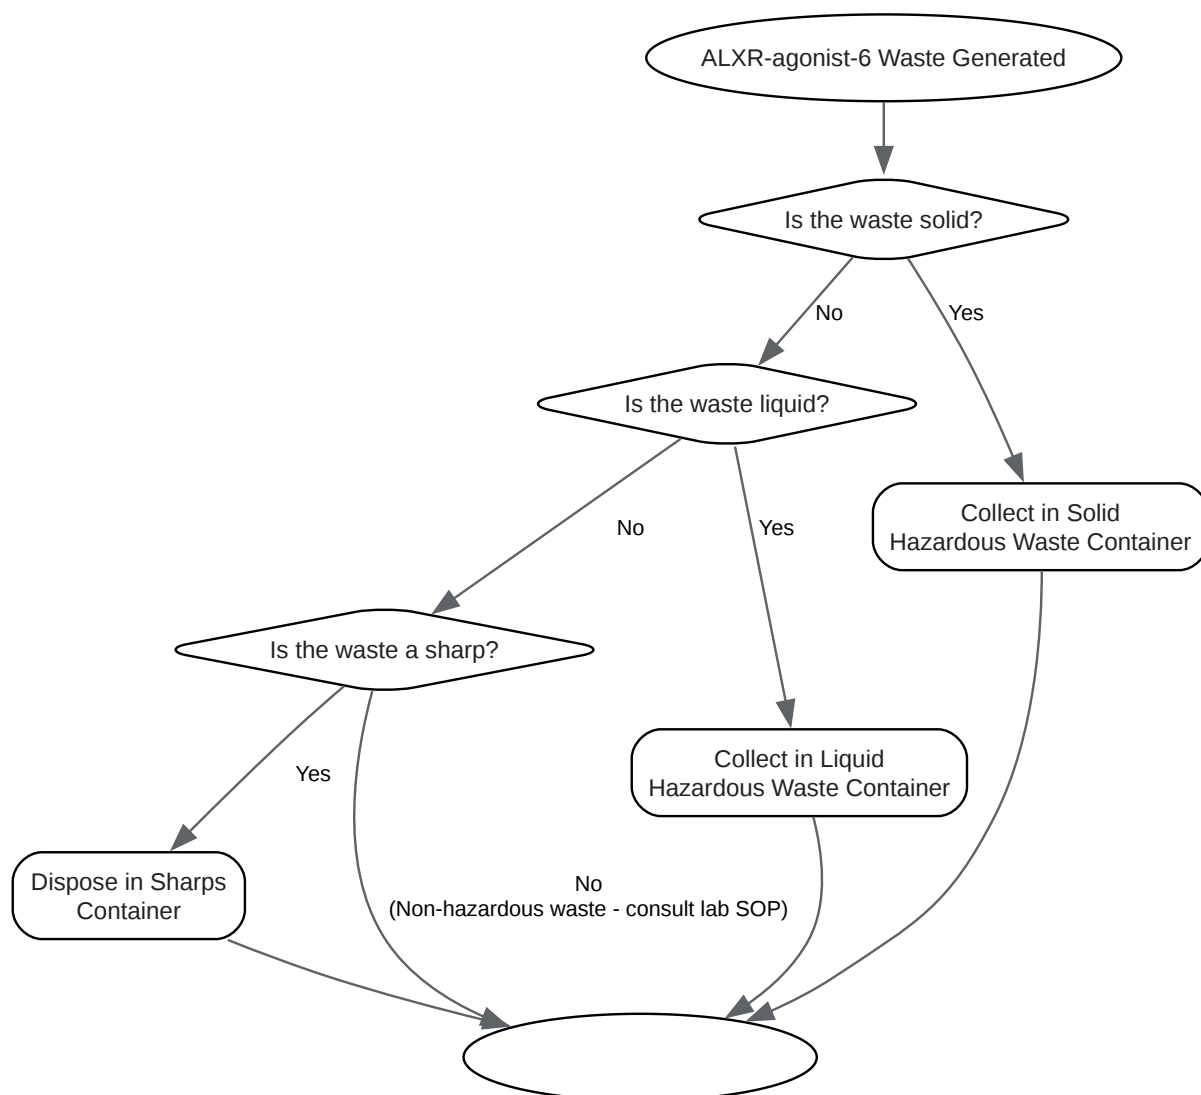 ALXR-agonist-6 Waste Generated
Is the waste solid?
No
Yes
Is the waste liquid?
No
Yes
Collect in Solid
Hazardous Waste Container
Is the waste a sharp?
Yes
Collect in Liquid
Hazardous Waste Container
Dispose in Sharps
Container
No
(Non-hazardous waste - consult lab SOP)